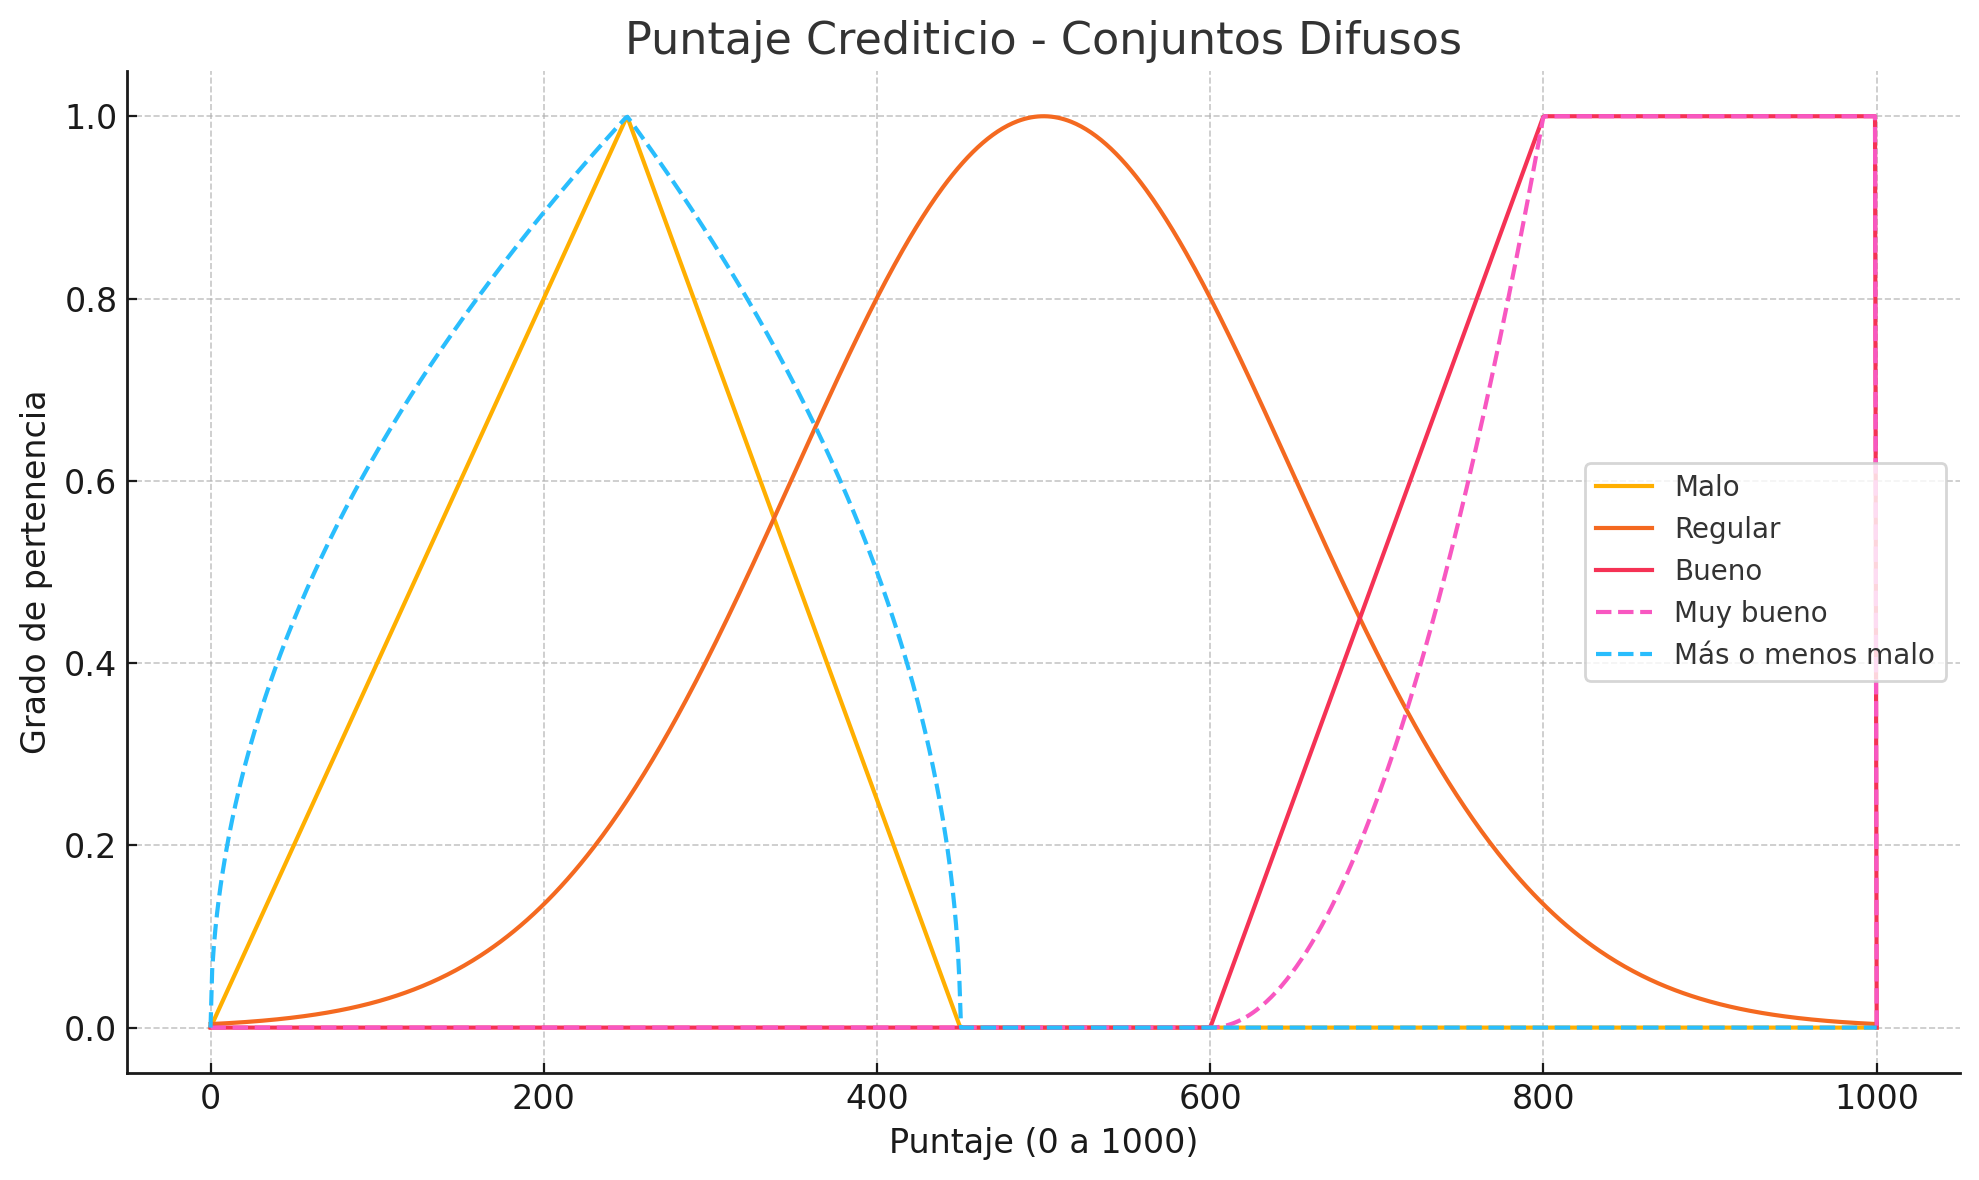 Puntaje Crediticio - Conjuntos Difusos
Grado de pertenencia
1.0
0.8
0.6
0.4
0.2
0.0
Malo
Regular
Bueno
Muy bueno
Más o menos malo
0 200 400 600 800 1000
Puntaje (0 a 1000)